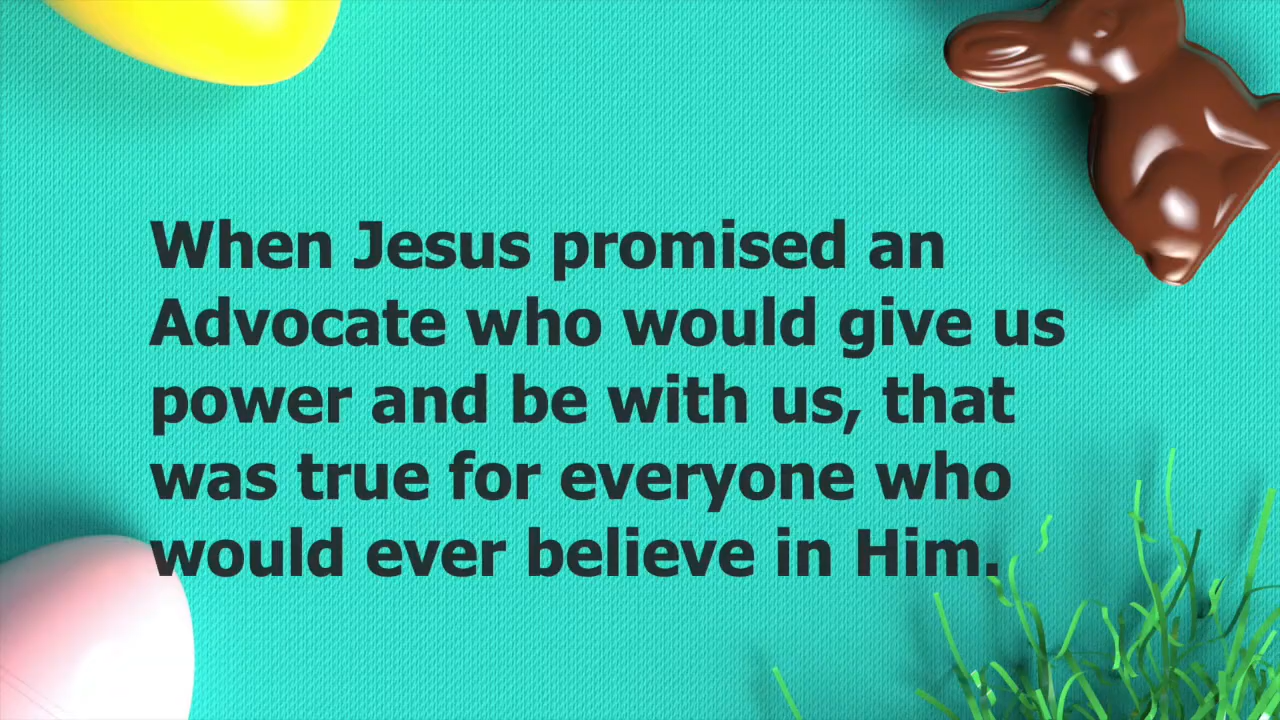 When Jesus promised an
Advocate who would give us
power and be with us, that
was true for everyone who
would ever believe in Him.